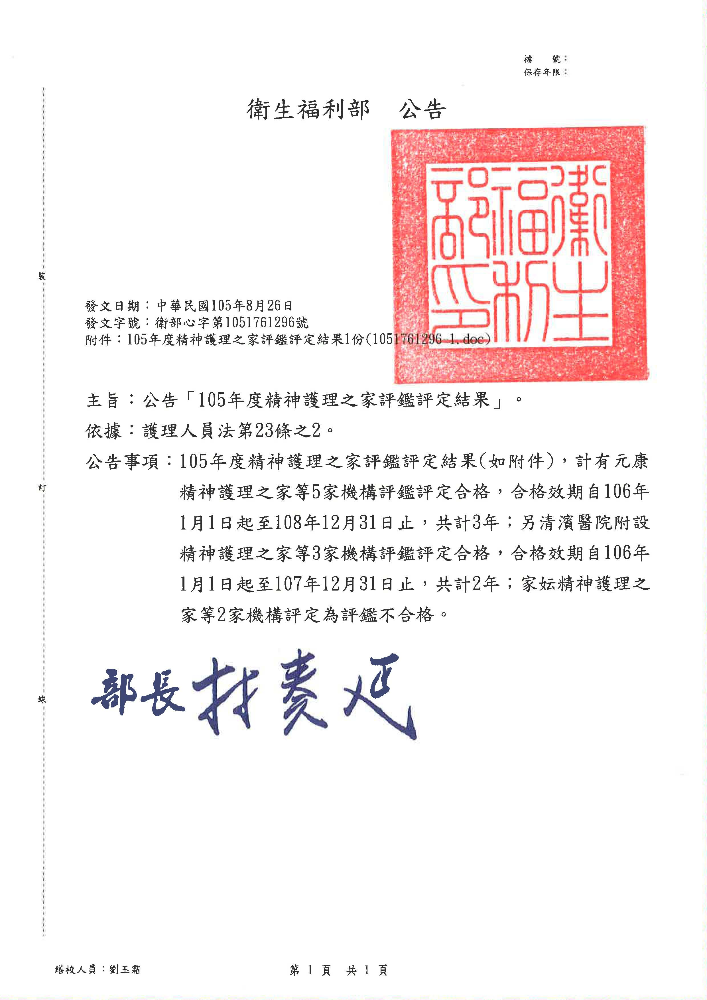 檔　　號：
保存年限：
衛生福利部　公告
衛生福利部印
發文日期：中華民國105年8月26日
發文字號：衛部心字第1051761296號
附件：105年度精神護理之家評鑑評定結果1份(1051761296-1.doc)
主旨：公告「105年度精神護理之家評鑑評定結果」。
依據：護理人員法第23條之2。
公告事項：105年度精神護理之家評鑑評定結果(如附件)，計有元康
精神護理之家等5家機構評鑑評定合格，合格效期自106年
1月1日起至108年12月31日止，共計3年；另清濱醫院附設
精神護理之家等3家機構評鑑評定合格，合格效期自106年
1月1日起至107年12月31日止，共計2年；家妘精神護理之
家等2家機構評定為評鑑不合格。
部長林奏延
裝
訂
線
繕校人員：劉玉霜
第 1 頁　共 1 頁